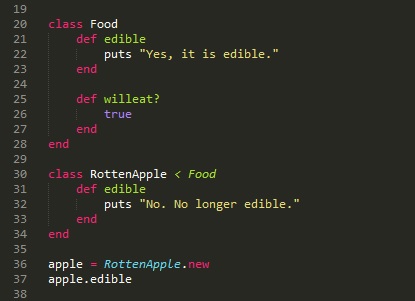 19
20 class Food
21     def edible
22         puts "Yes, it is edible."
23     end
24
25     def willeat?
26         true
27     end
28 end
29
30 class RottenApple < Food
31     def edible
32         puts "No. No longer edible."
33     end
34 end
35
36 apple = RottenApple.new
37 apple.edible
38